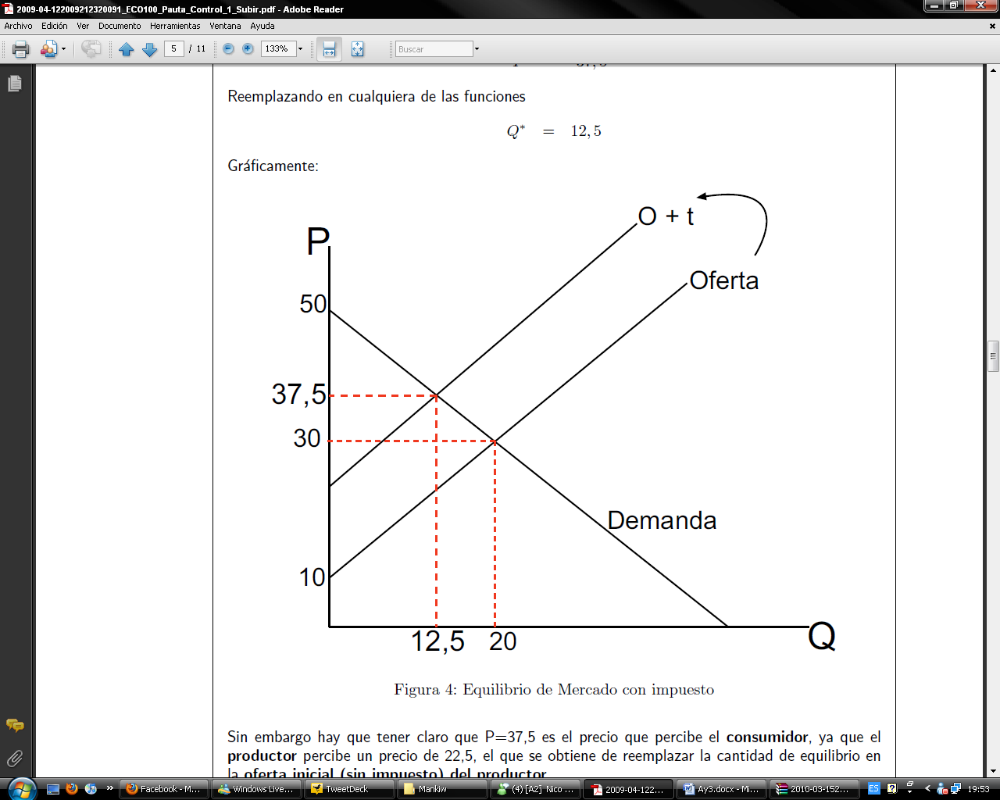 2009-04-122009212320091_ECO100_Pauta_Control_1_Subir.pdf - Adobe Reader
Archivo Edición Ver Documento Herramientas Ventana Ayuda
5 / 11 133% Buscar
Reemplazando en cualquiera de las funciones
Q* = 12, 5
Gráficamente:
O + t
P
Oferta
50
37,5
30
Demanda
10
12,5 20
Q
Figura 4: Equilibrio de Mercado con impuesto
Sin embargo hay que tener claro que P=37,5 es el precio que percibe el consumidor, ya que el
productor percibe un precio de 22,5, el que se obtiene de reemplazar la cantidad de equilibrio en
la oferta inicial (sin impuesto) del productor
Facebook - M... Windows Live... TweetDeck Mankiw (4) [A2] Nico ... 2009-04-122... Ay3.docx - Mi... 2010-03-152... ES 19:53